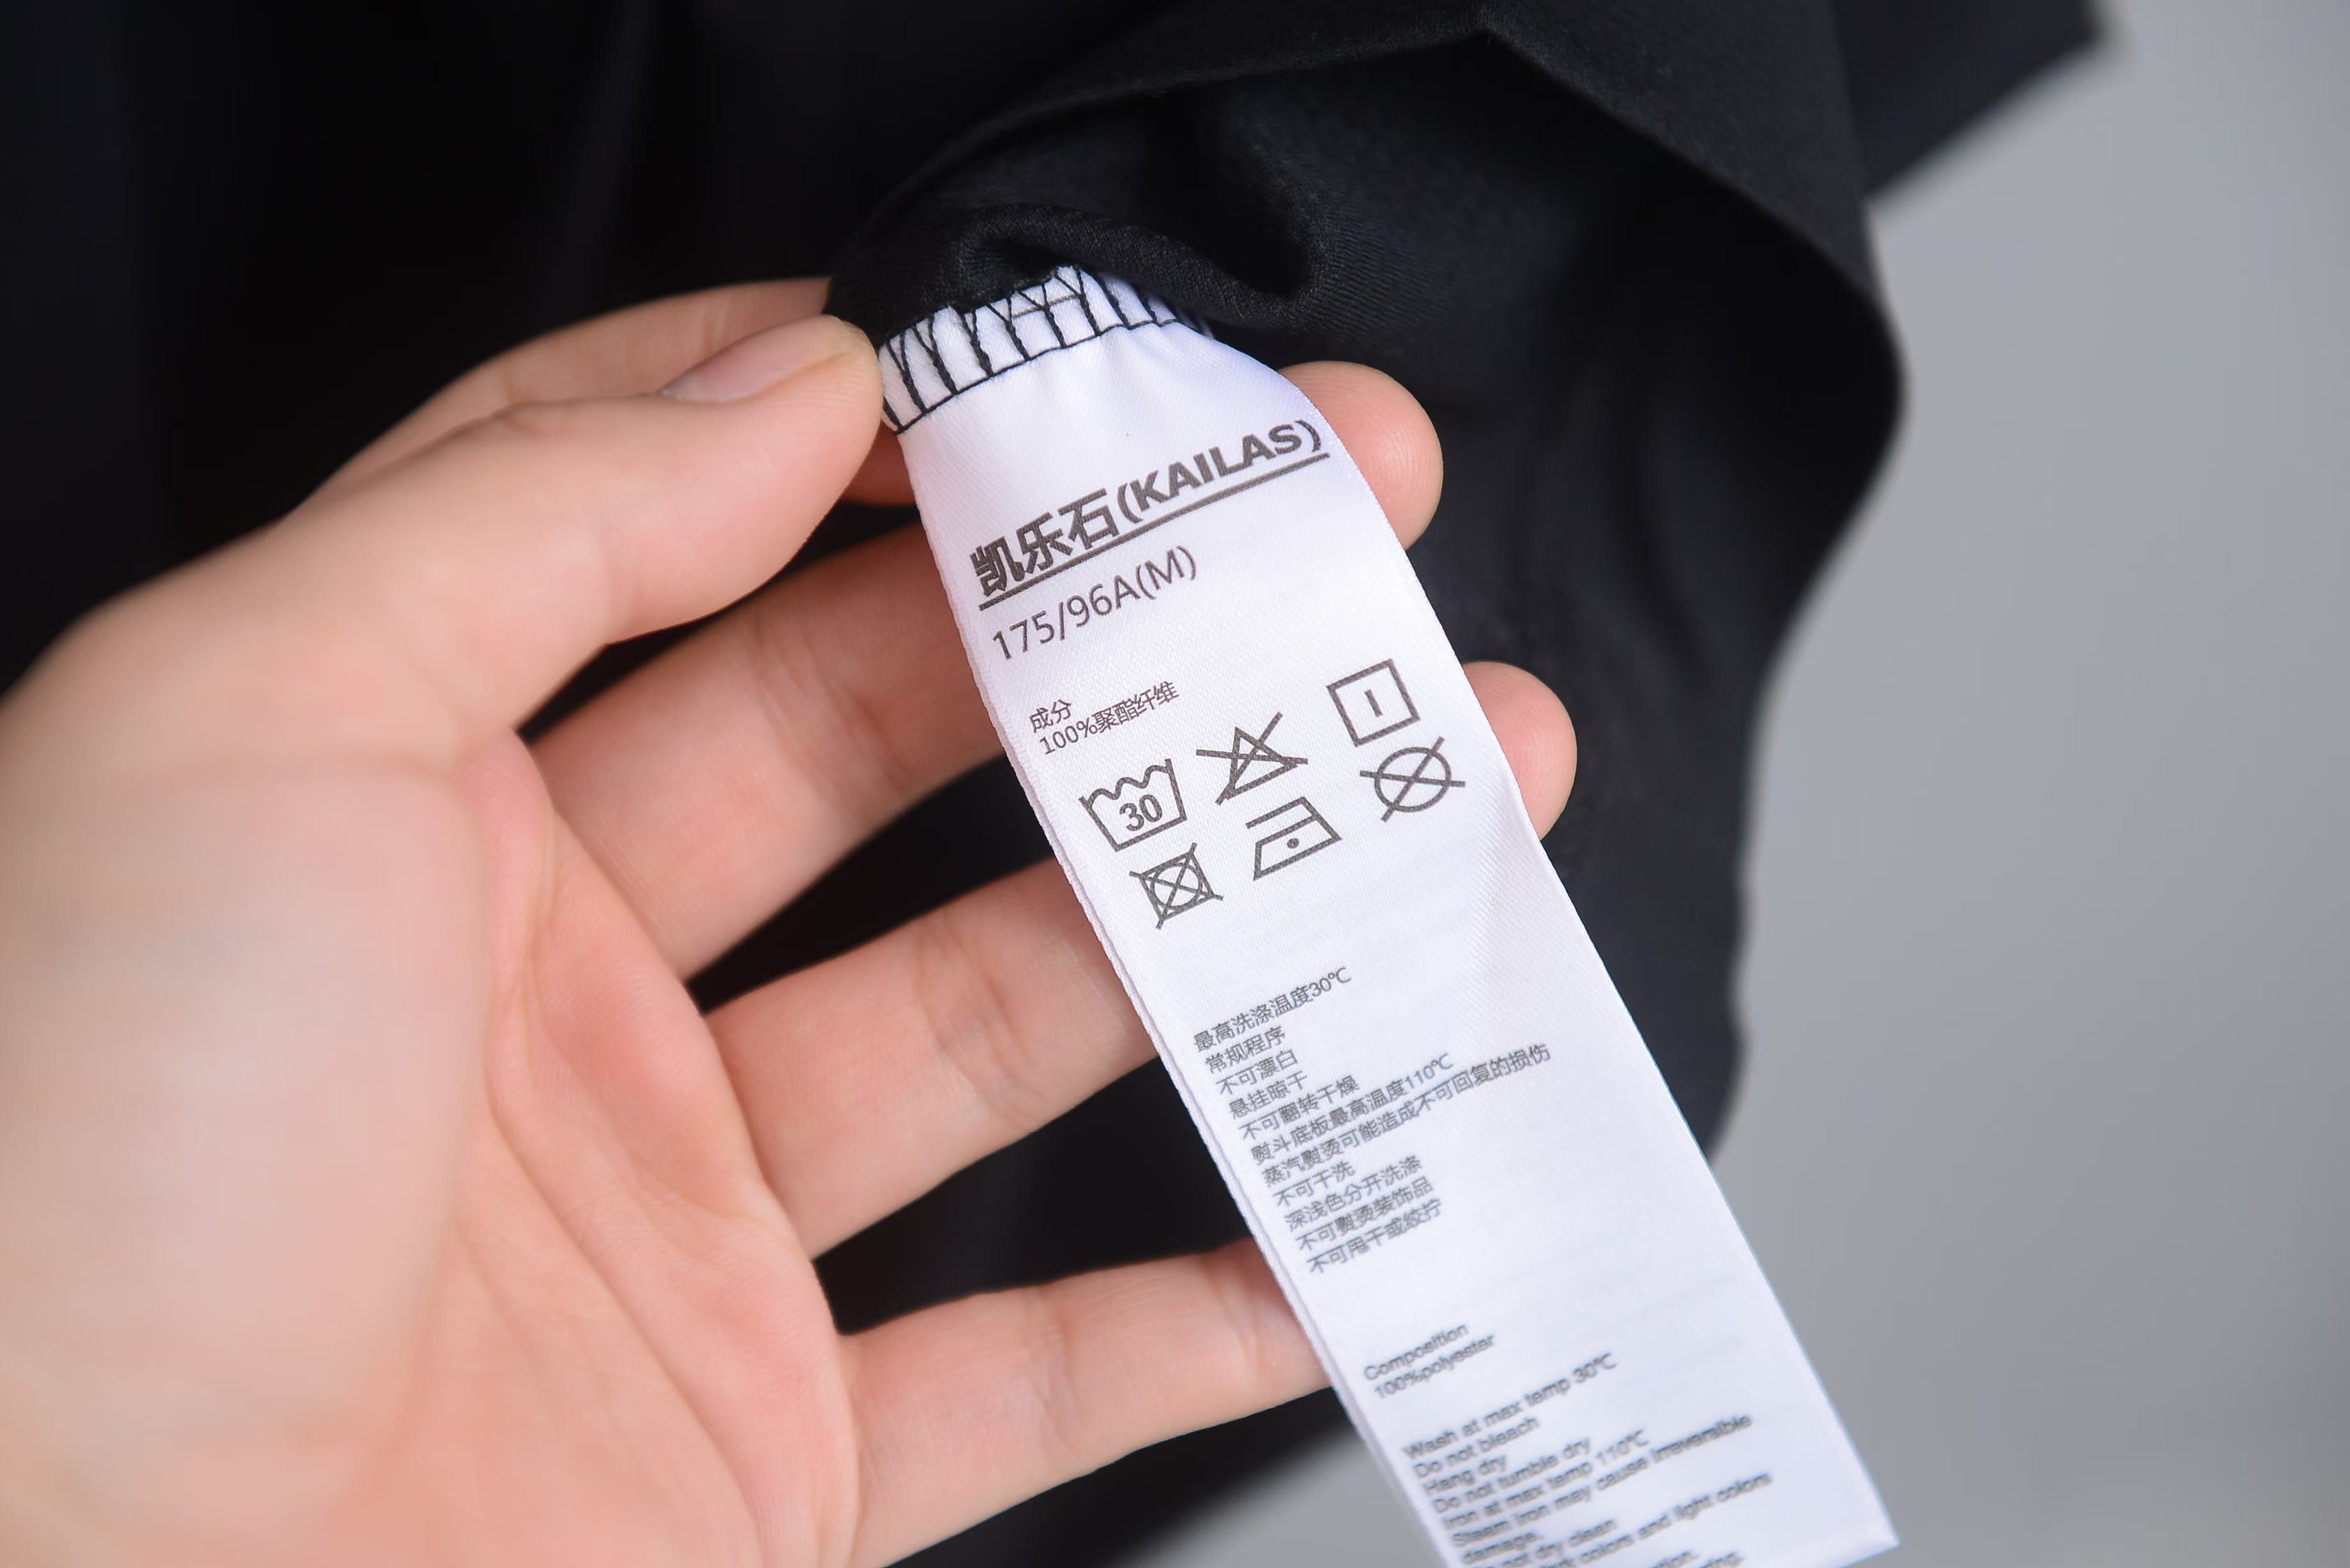 凯乐石(KAILAS)
175/96A(M)
成分
100%聚酯纤维
30
最高洗涤温度30℃
常规程序
不可漂白
悬挂晾干
不可翻转干燥
熨斗底板最高温度110℃
蒸汽熨烫可能造成不可回复的损伤
不可干洗
深浅色分开洗涤
不可熨烫装饰品
不可甩干或绞拧
Composition
100%polyester
Wash at max temp 30℃
Do not bleach
Hang dry
Do not tumble dry
Iron at max temp 110℃
Steam iron may cause irreversible
damage.
not dry clean
colors and light colors